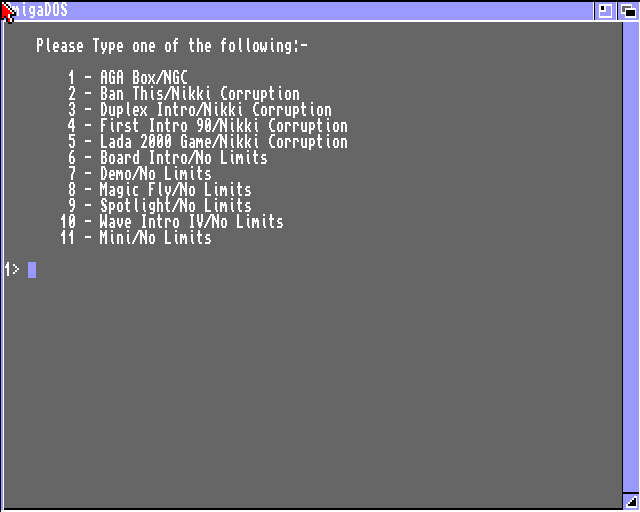 AmigaDOS
Please Type one of the following:-
1 - AGA Box/NGC
2 - Ban This/Nikki Corruption
3 - Duplex Intro/Nikki Corruption
4 - First Intro 90/Nikki Corruption
5 - Lada 2000 Game/Nikki Corruption
6 - Board Intro/No Limits
7 - Demo/No Limits
8 - Magic Fly/No Limits
9 - Spotlight/No Limits
10 - Wave Intro IV/No Limits
11 - Mini/No Limits
1>